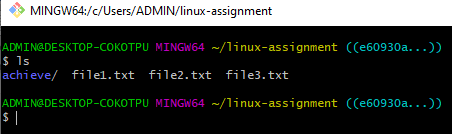 MINGW64:/c/Users/ADMIN/linux-assignment
ADMIN@DESKTOP-COKOTPU MINGW64 ~/linux-assignment ((e60930a...))
$ ls
achieve/  file1.txt  file2.txt  file3.txt
ADMIN@DESKTOP-COKOTPU MINGW64 ~/linux-assignment ((e60930a...))
$